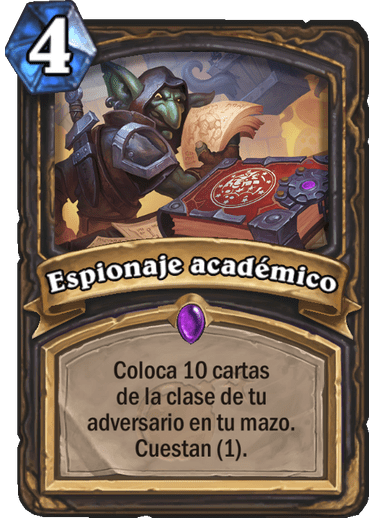 4
Espionaje académico
Coloca 10 cartas
de la clase de tu
adversario en tu mazo.
Cuestan (1).